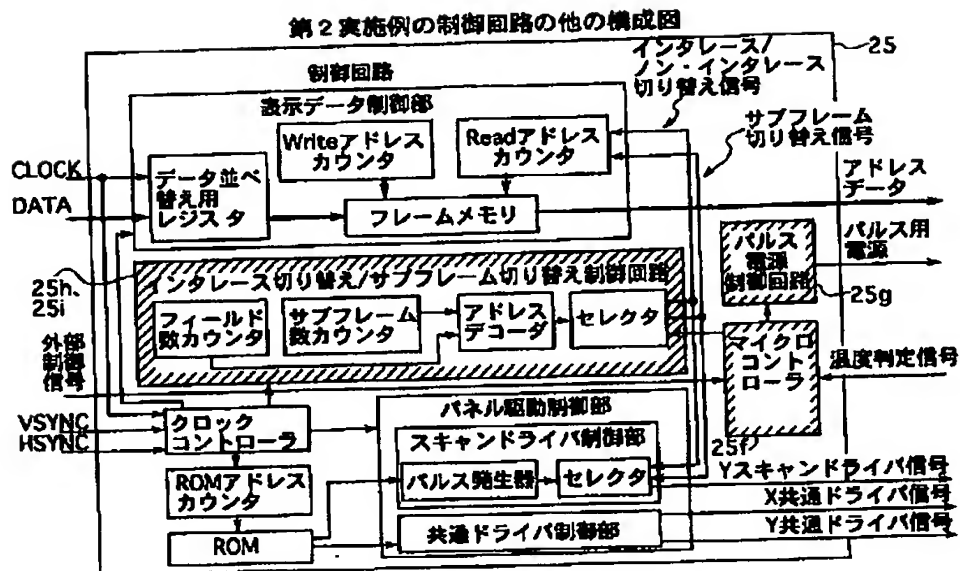 第2実施例の制御回路の他の構成図
25
制御回路
インタレース/
ノン・インタレース
切り替え信号
表示データ制御部
サブフレーム
切り替え信号
Writeアドレス
カウンタ
Readアドレス
カウンタ
CLOCK
DATA
データ並べ
替え用
レジスタ
フレームメモリ
アドレス
データ
パルス用
電源
パルス
電源
制御回路
25g
25h、
25i
インタレース切り替え/サブフレーム切り替え制御回路
フィールド
数カウンタ
サブフレーム
数カウンタ
アドレス
デコーダ
セレクタ
マイクロ
コント
ローラ
温度判定信号
25f
外部
制御
信号
VSYNC
HSYNC
クロック
コントローラ
パネル駆動制御部
スキャンドライバ制御部
パルス発生器
セレクタ
Yスキャンドライバ信号
X共通ドライバ信号
Y共通ドライバ信号
ROMアドレス
カウンタ
ROM
共通ドライバ制御部